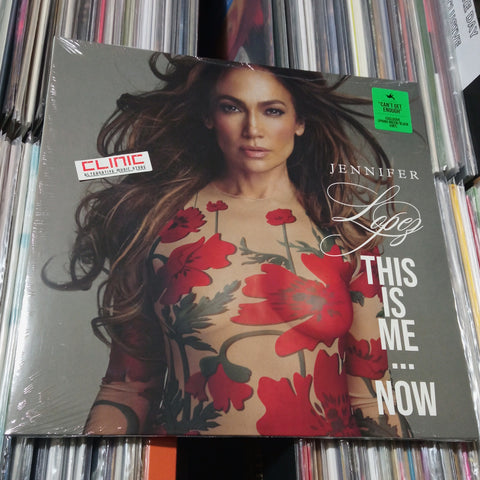 CLINIC
ALTERNATIVE MUSIC STORE
"CAN'T GET
ENOUGH"
JENNIFER
Lopez
THIS
IS
ME
...
NOW